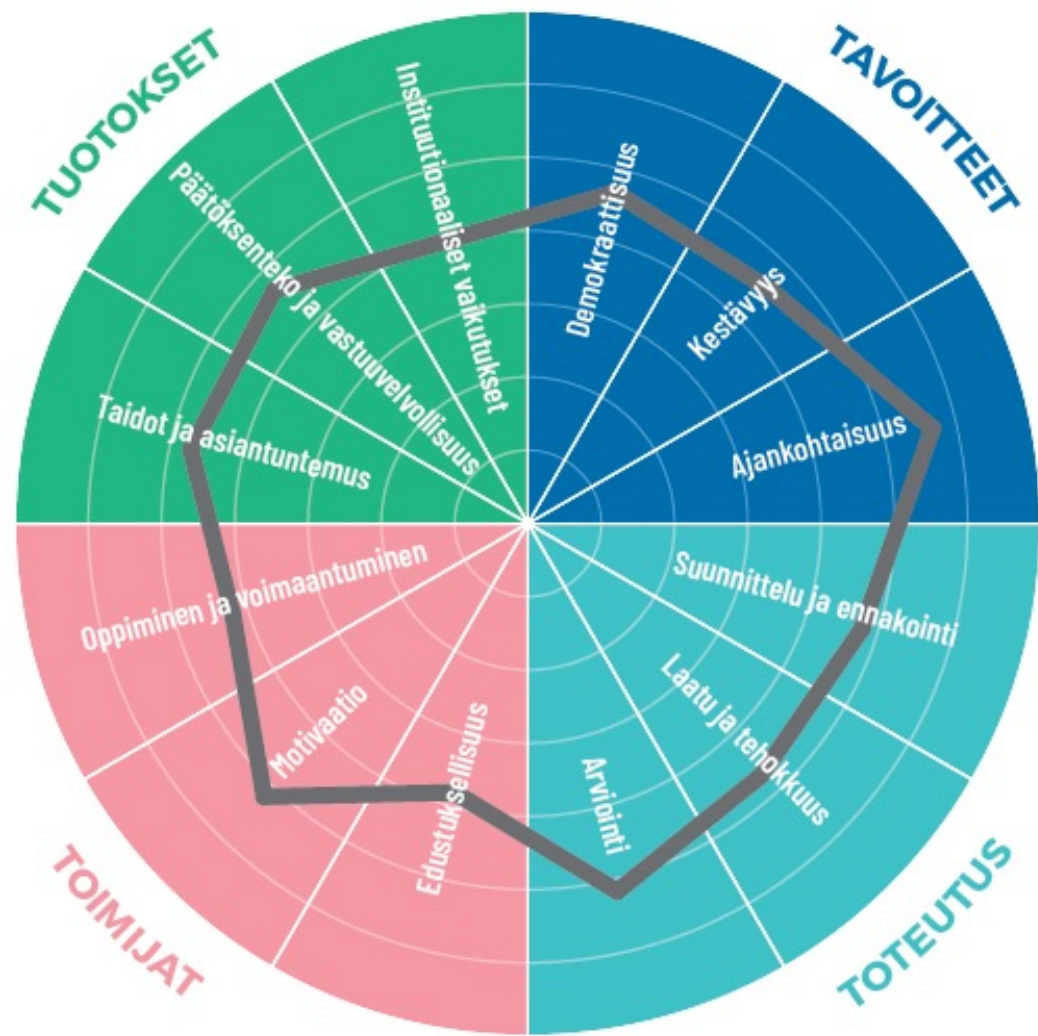 TUOTOKSET
Institutionaaliset vaikutukset
Päätöksenteko ja vastuuvelvollisuus
Taidot ja asiantuntemus
TAVOITTEET
Demokraattisuus
Kestävyys
Ajankohtaisuus
TOIMIJAT
Oppiminen ja voimaantuminen
Motivaatio
Edustuksellisuus
TOTEUTUS
Suunnittelu ja ennakointi
Laatu ja tehokkuus
Arviointi